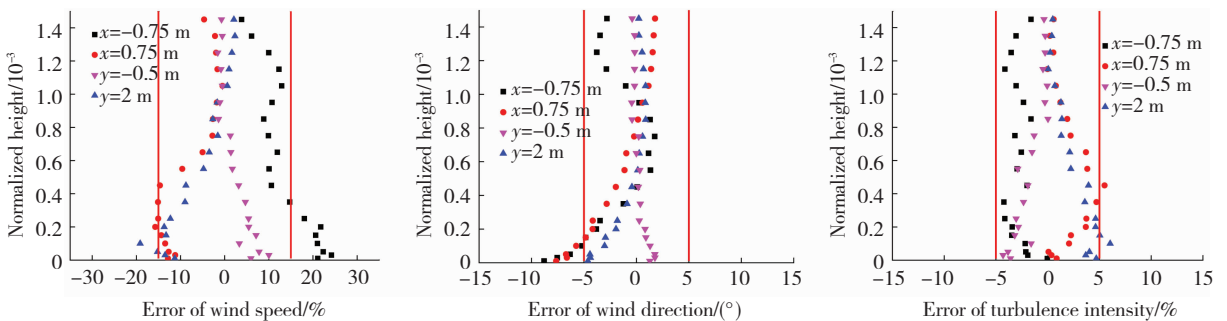 1.4
1.2
1.0
0.8
0.6
0.4
0.2
0
Normalized height/10⁻³
x=−0.75 m
x=0.75 m
y=−0.5 m
y=2 m
−30 −20 −10 0 10 20 30
Error of wind speed/%
1.4
1.2
1.0
0.8
0.6
0.4
0.2
0
Normalized height/10⁻³
x=−0.75 m
x=0.75 m
y=−0.5 m
y=2 m
−15 −10 −5 0 5 10 15
Error of wind direction/(°)
1.4
1.2
1.0
0.8
0.6
0.4
0.2
0
Normalized height/10⁻³
x=−0.75 m
x=0.75 m
y=−0.5 m
y=2 m
−15 −10 −5 0 5 10 15
Error of turbulence intensity/%